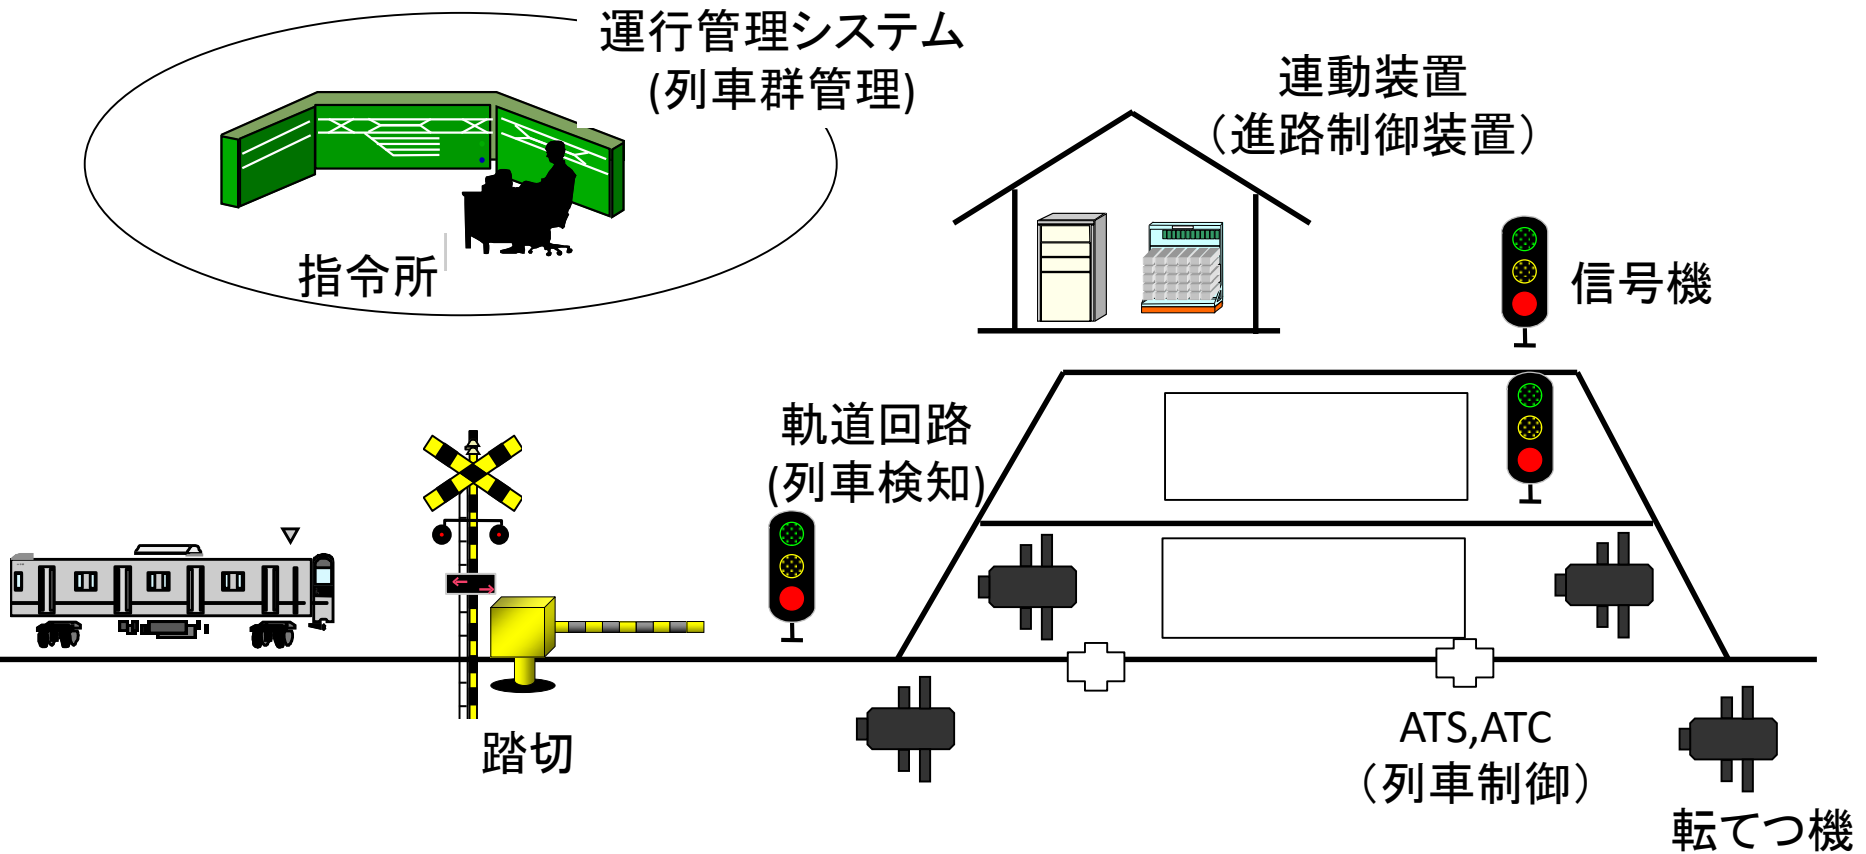 運行管理システム
(列車群管理)
指令所
連動装置
（進路制御装置）
信号機
軌道回路
(列車検知)
踏切
ATS,ATC
（列車制御）
転てつ機